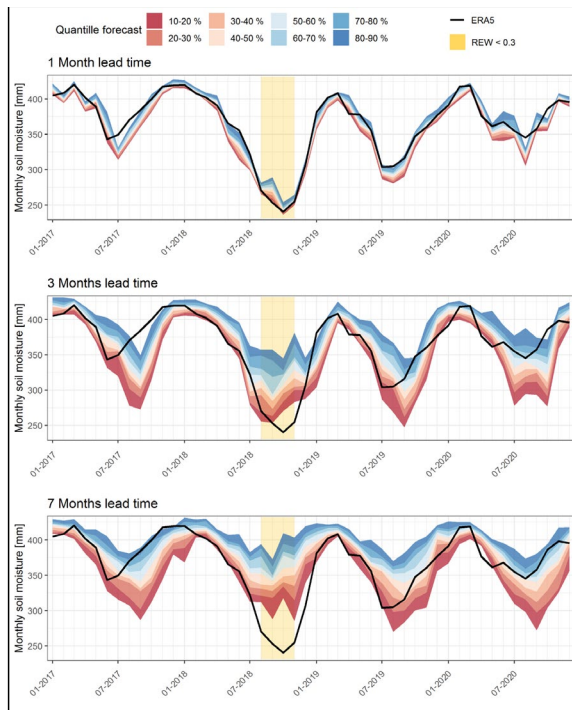 Quantille forecast 10-20 % 30-40 % 50-60 % 70-80 % ERA5
20-30 % 40-50 % 60-70 % 80-90 % REW < 0.3
1 Month lead time
Monthly soil moisture [mm]
400
350
300
250
01-2017 07-2017 01-2018 07-2018 01-2019 07-2019 01-2020 07-2020
3 Months lead time
Monthly soil moisture [mm]
400
350
300
250
01-2017 07-2017 01-2018 07-2018 01-2019 07-2019 01-2020 07-2020
7 Months lead time
Monthly soil moisture [mm]
400
350
300
250
01-2017 07-2017 01-2018 07-2018 01-2019 07-2019 01-2020 07-2020